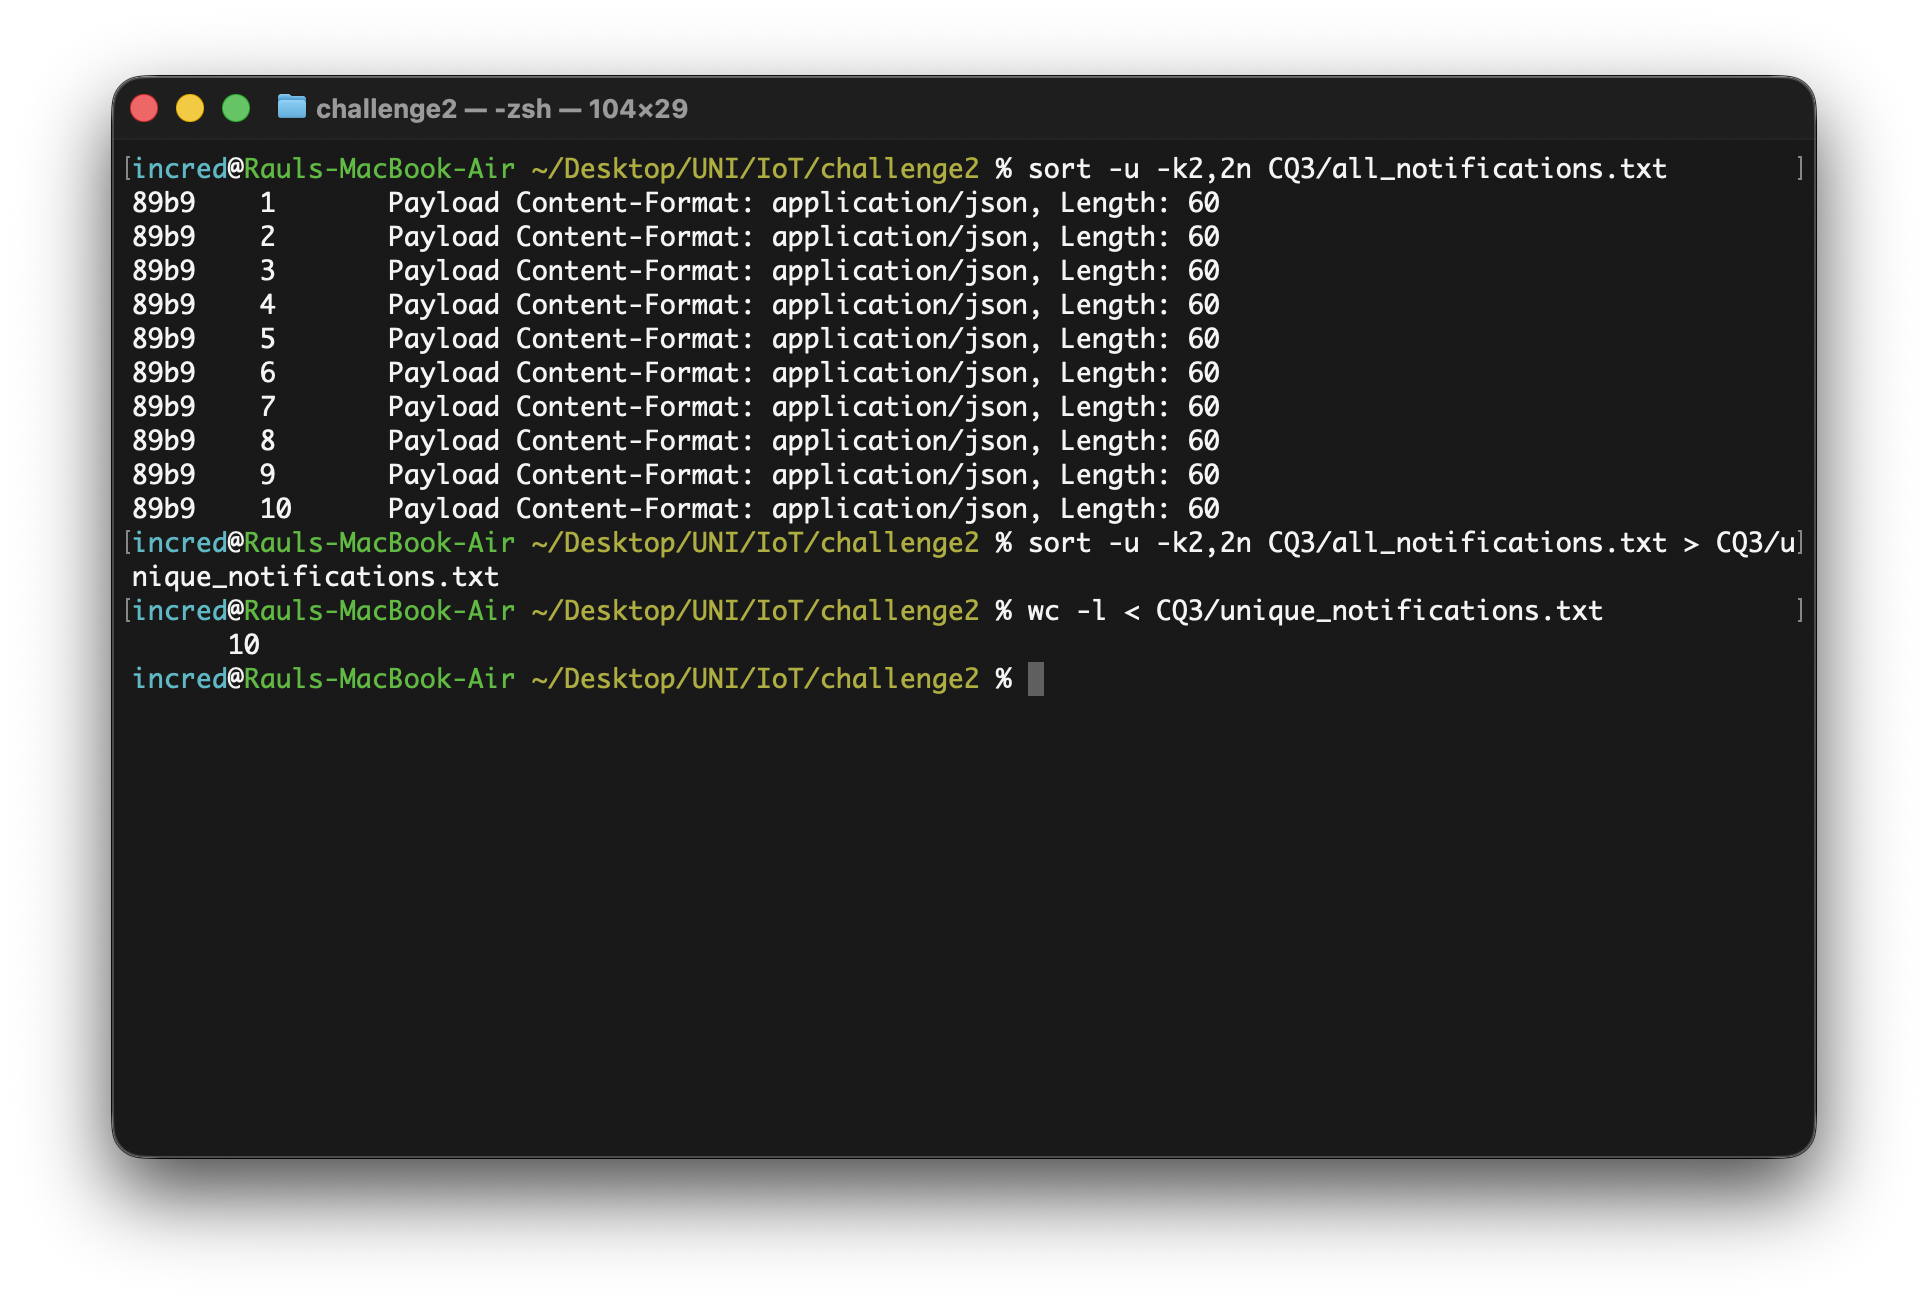 challenge2 — -zsh — 104×29
[incred@Rauls-MacBook-Air ~/Desktop/UNI/IoT/challenge2 % sort -u -k2,2n CQ3/all_notifications.txt ]
89b9    1       Payload Content-Format: application/json, Length: 60
89b9    2       Payload Content-Format: application/json, Length: 60
89b9    3       Payload Content-Format: application/json, Length: 60
89b9    4       Payload Content-Format: application/json, Length: 60
89b9    5       Payload Content-Format: application/json, Length: 60
89b9    6       Payload Content-Format: application/json, Length: 60
89b9    7       Payload Content-Format: application/json, Length: 60
89b9    8       Payload Content-Format: application/json, Length: 60
89b9    9       Payload Content-Format: application/json, Length: 60
89b9    10      Payload Content-Format: application/json, Length: 60
[incred@Rauls-MacBook-Air ~/Desktop/UNI/IoT/challenge2 % sort -u -k2,2n CQ3/all_notifications.txt > CQ3/u]
nique_notifications.txt
[incred@Rauls-MacBook-Air ~/Desktop/UNI/IoT/challenge2 % wc -l < CQ3/unique_notifications.txt ]
      10
incred@Rauls-MacBook-Air ~/Desktop/UNI/IoT/challenge2 %